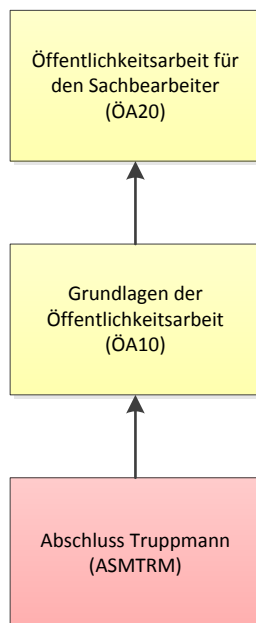 Öffentlichkeitsarbeit für
den Sachbearbeiter
(ÖA20)
Grundlagen der
Öffentlichkeitsarbeit
(ÖA10)
Abschluss Truppmann
(ASMTRM)